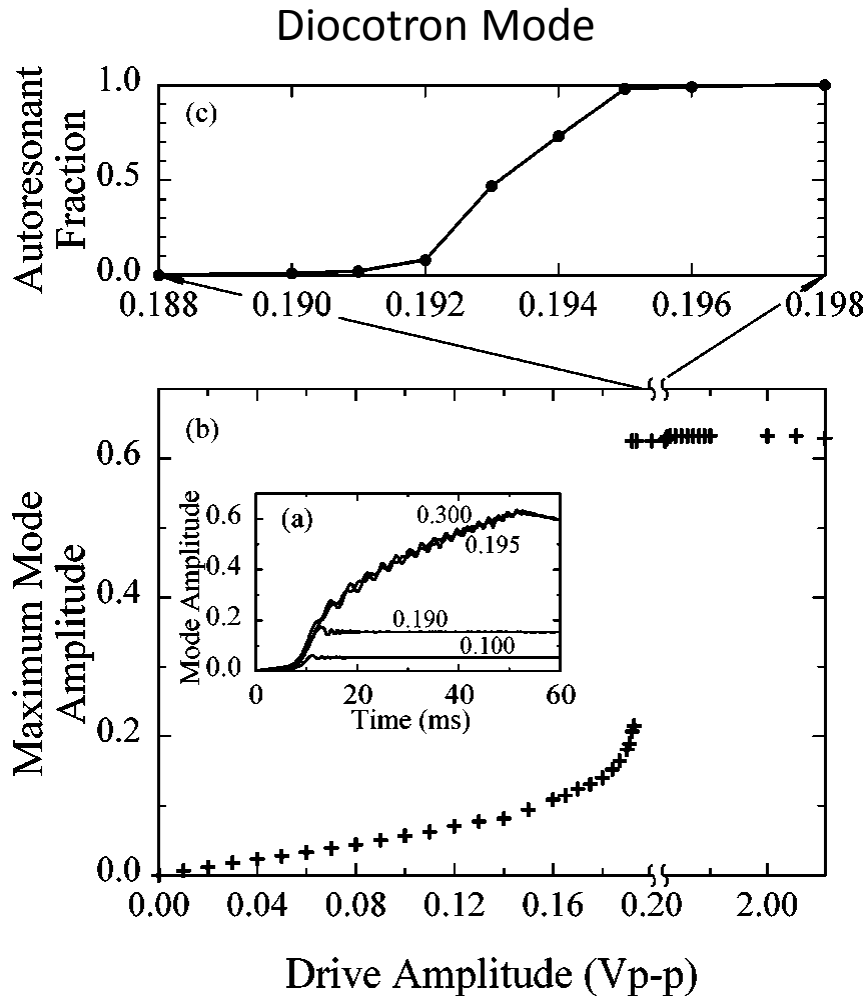 Diocotron Mode
Autoresonant
Fraction
(c)
1.0
0.5
0.0
0.188 0.190 0.192 0.194 0.196 0.198
Maximum Mode
Amplitude
(b)
0.6
0.4
0.2
0.0
(a)
Mode Amplitude
0.6
0.4
0.2
0.0
0.300
0.195
0.190
0.100
0 20 40 60
Time (ms)
0.00 0.04 0.08 0.12 0.16 0.20 2.00
Drive Amplitude (Vp-p)